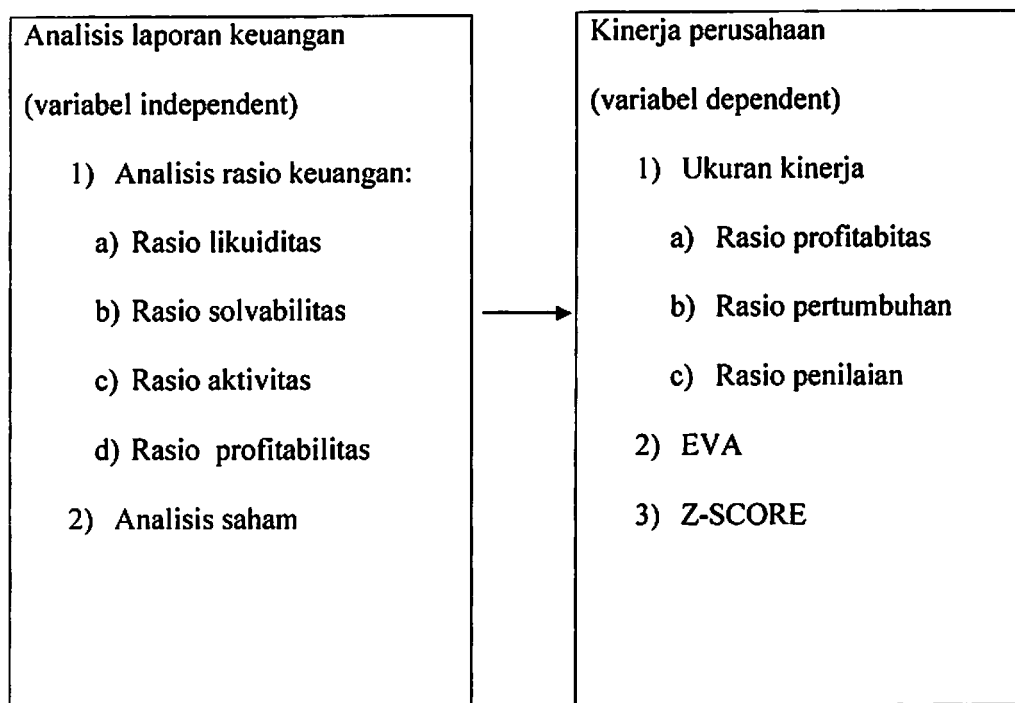 Analisis laporan keuangan
(variabel independent)
1) Analisis rasio keuangan:
a) Rasio likuiditas
b) Rasio solvabilitas
c) Rasio aktivitas
d) Rasio profitabilitas
2) Analisis saham
Kinerja perusahaan
(variabel dependent)
1) Ukuran kinerja
a) Rasio profitabitas
b) Rasio pertumbuhan
c) Rasio penilaian
2) EVA
3) Z-SCORE